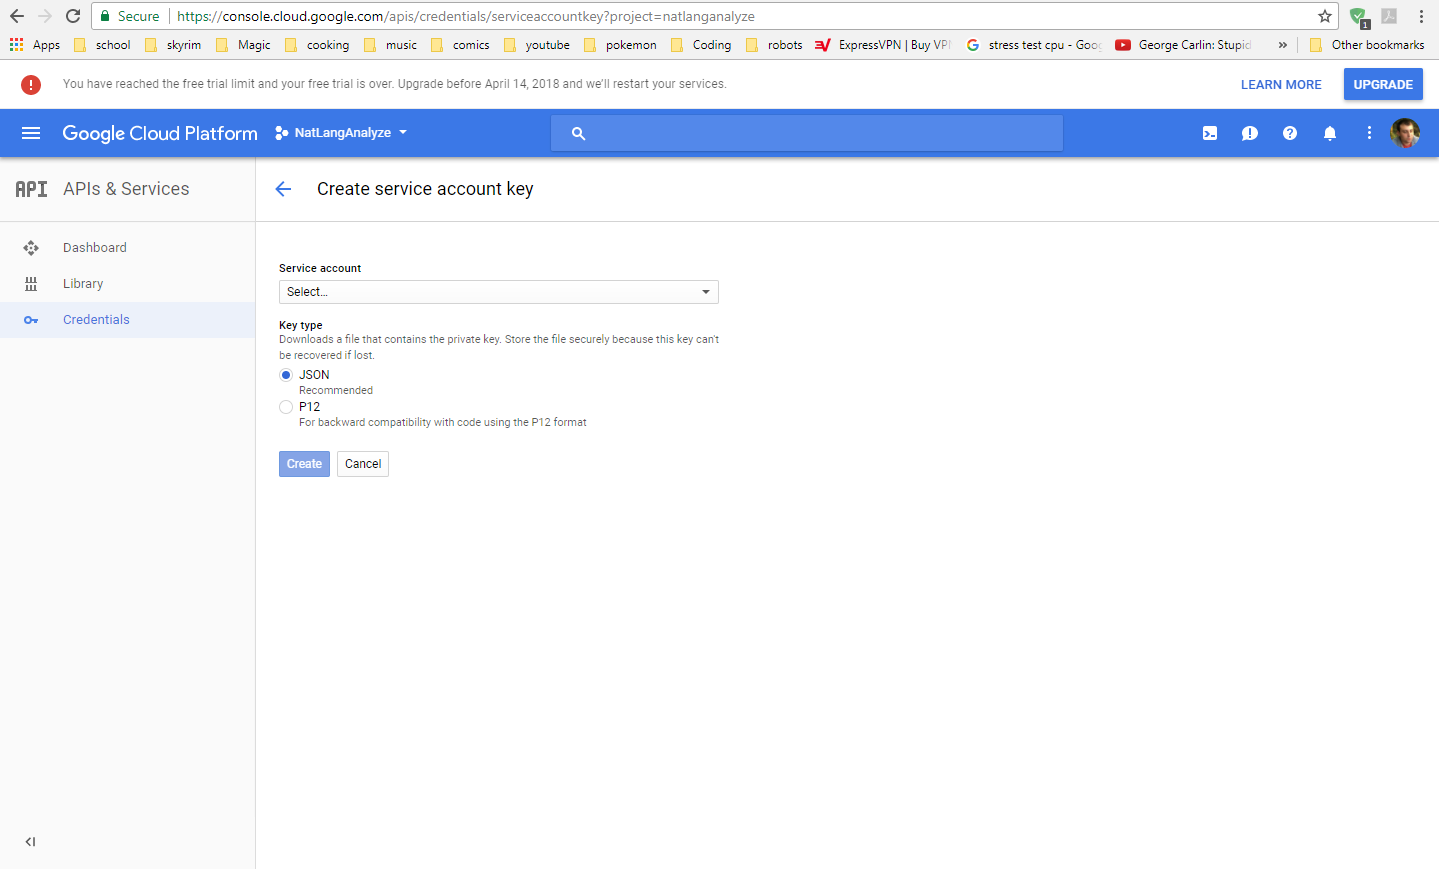 Secure https://console.cloud.google.com/apis/credentials/serviceaccountkey?project=natlanganalyze
1
Apps school skyrim Magic cooking music comics youtube pokemon Coding robots ExpressVPN | Buy VP stress test cpu - Goo George Carlin: Stupid » Other bookmarks
You have reached the free trial limit and your free trial is over. Upgrade before April 14, 2018 and we'll restart your services. LEARN MORE UPGRADE
Google Cloud Platform NatLangAnalyze
API APIs & Services Create service account key
Dashboard
Library
Credentials
Service account
Select...
Key type
Downloads a file that contains the private key. Store the file securely because this key can't
be recovered if lost.
JSON
Recommended
P12
For backward compatibility with code using the P12 format
Create Cancel